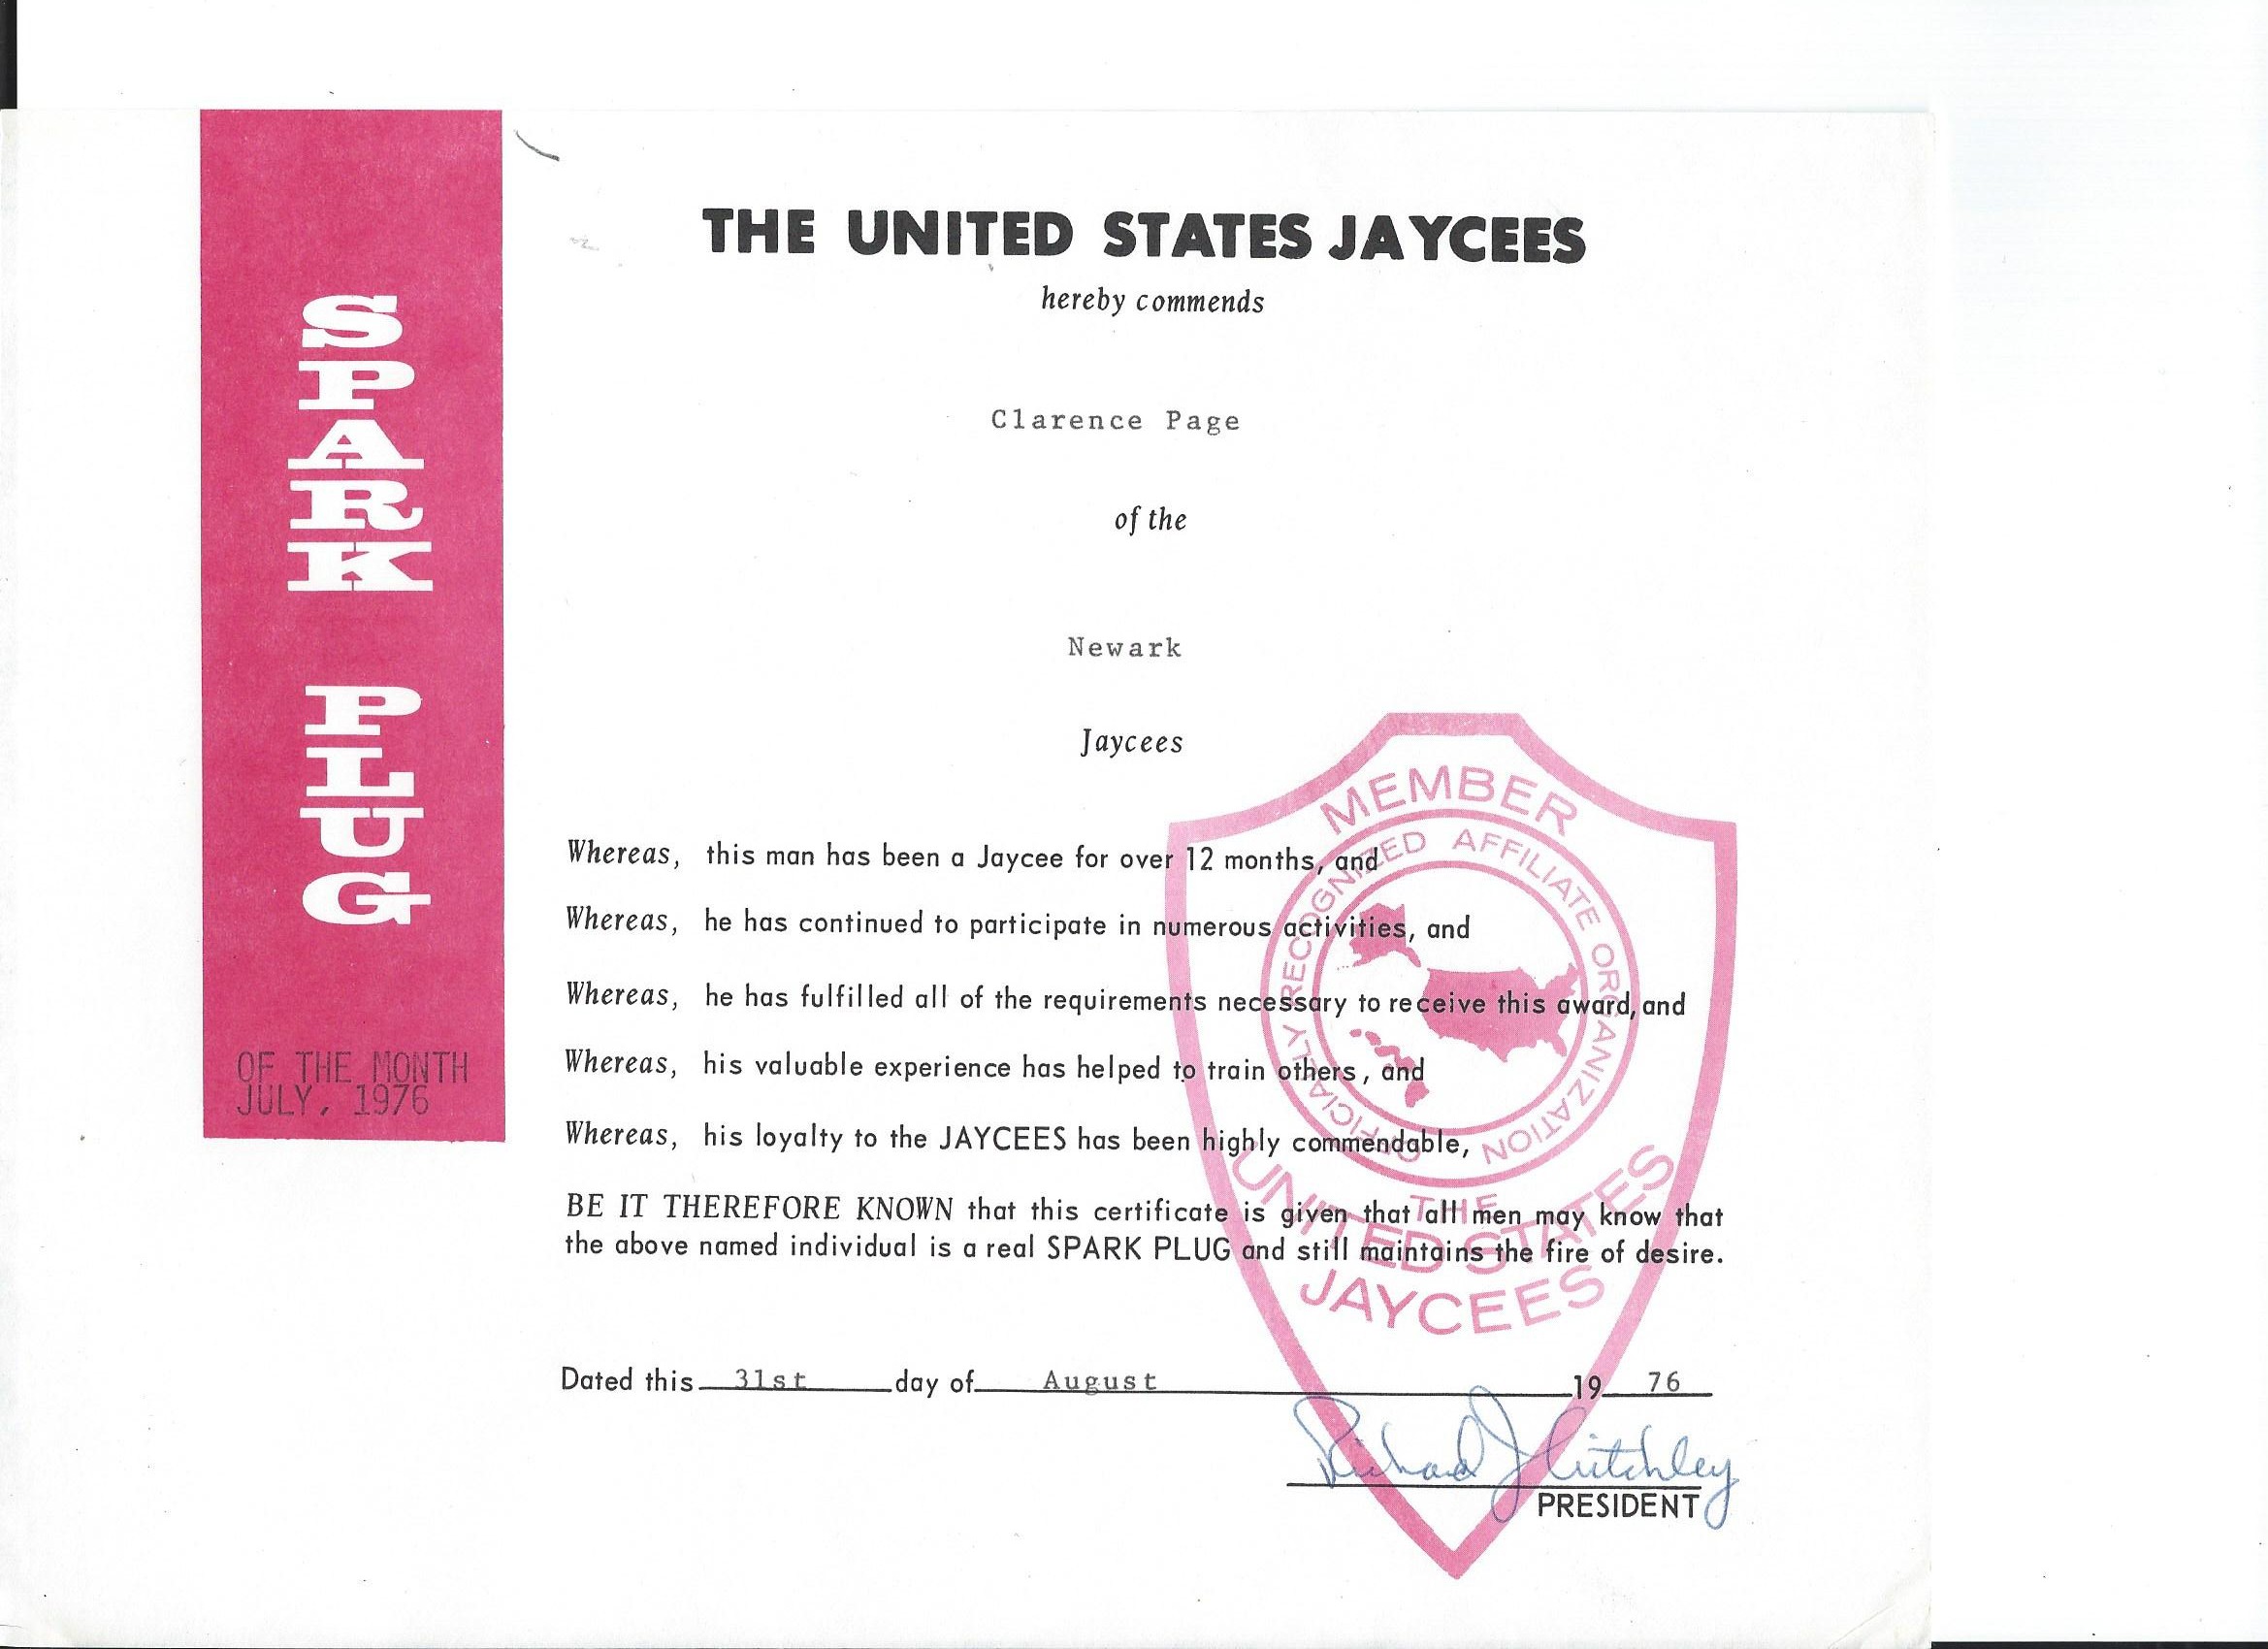 SPARK PLUG
OF THE MONTH
JULY, 1976
THE UNITED STATES JAYCEES
hereby commends
Clarence Page
of the
Newark
Jaycees
Whereas, this man has been a Jaycee for over 12 months, and
Whereas, he has continued to participate in numerous activities, and
Whereas, he has fulfilled all of the requirements necessary to receive this award, and
Whereas, his valuable experience has helped to train others, and
Whereas, his loyalty to the JAYCEES has been highly commendable,
BE IT THEREFORE KNOWN that this certificate is given that all men may know that
the above named individual is a real SPARK PLUG and still maintains the fire of desire.
MEMBER
OFFICIALLY RECOGNIZED AFFILIATE ORGANIZATION
THE
UNITED STATES
JAYCEES
Dated this 31st day of August 19 76
Richard J
PRESIDENT